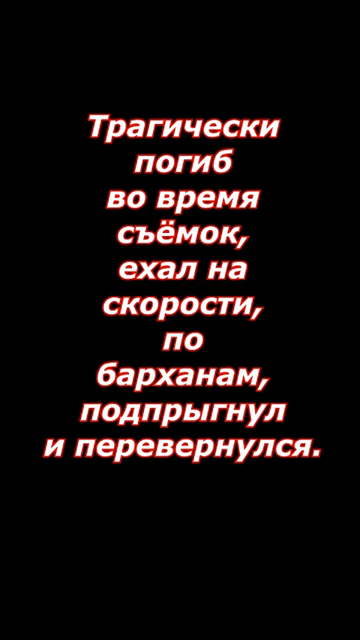 Трагически
погиб
во время
съёмок,
ехал на
скорости,
по
барханам,
подпрыгнул
и перевернулся.